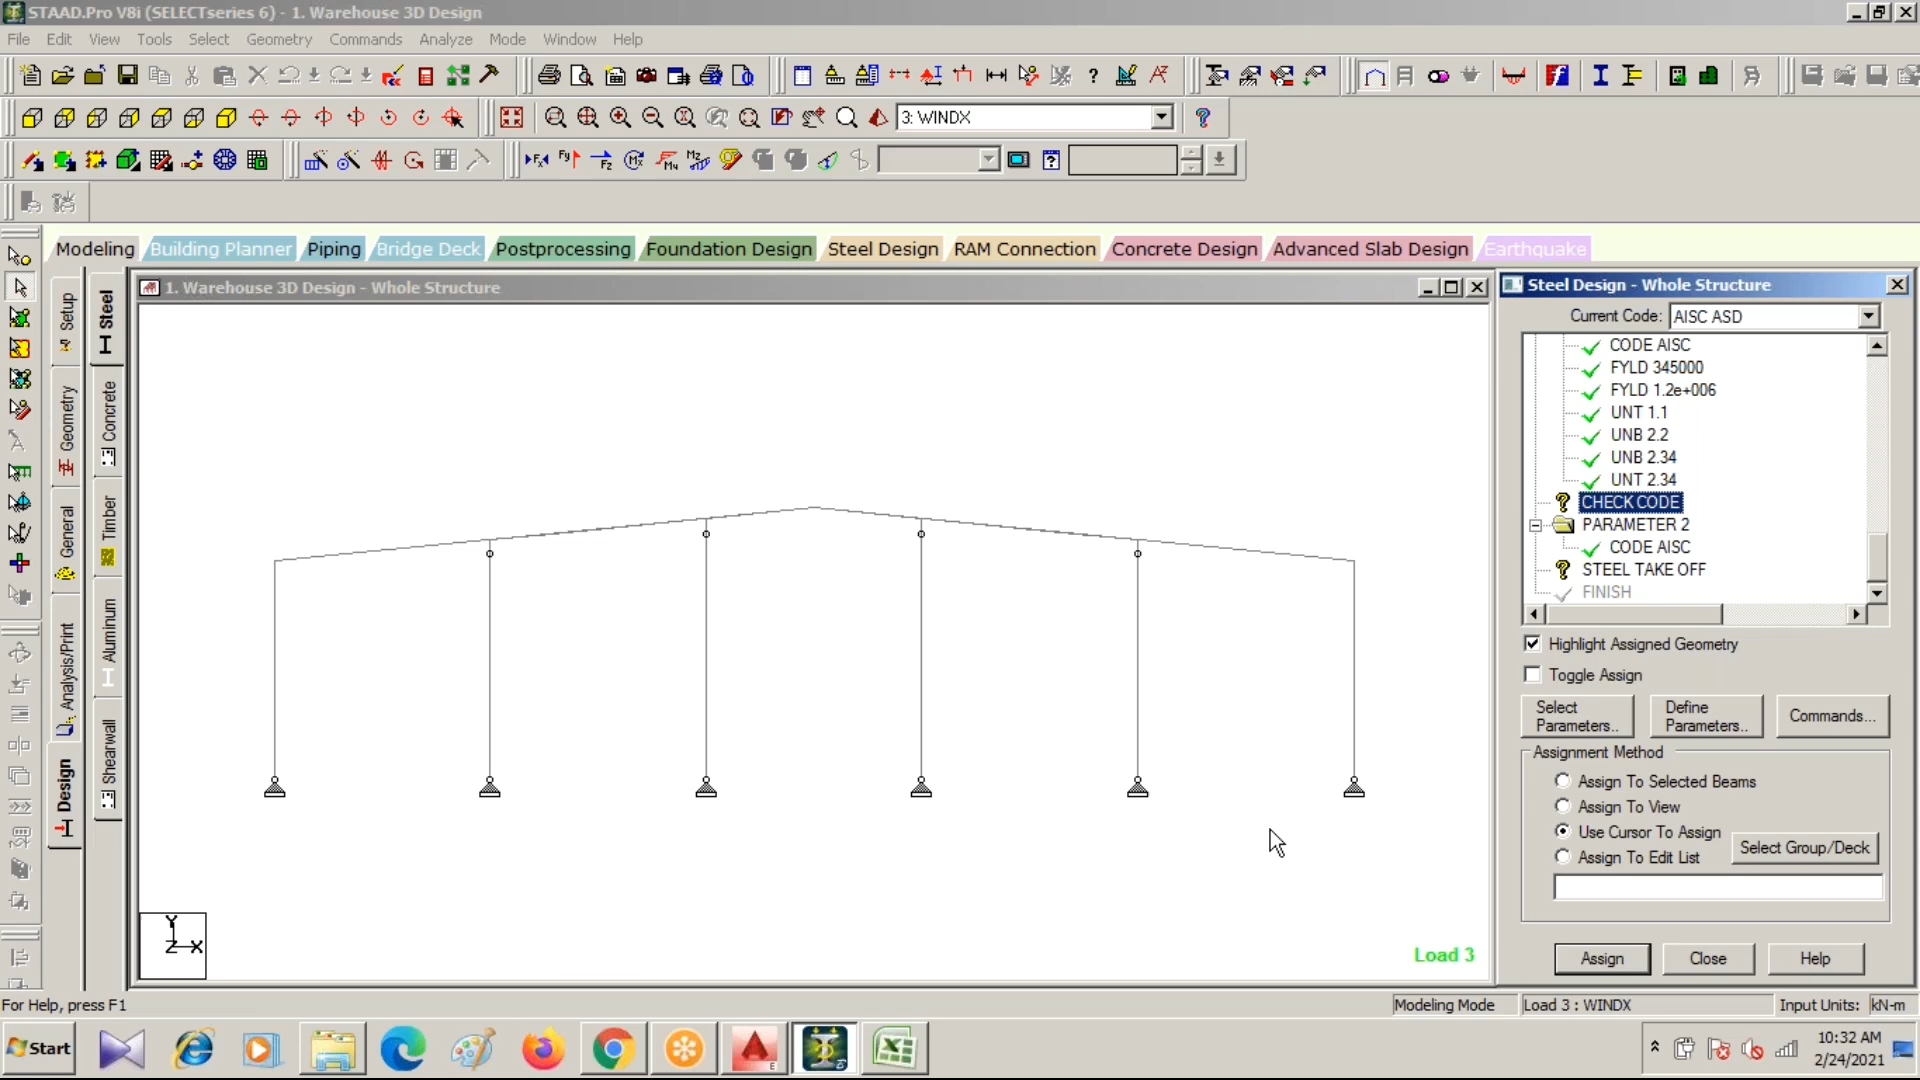 STAAD.Pro V8i (SELECTseries 6) - 1. Warehouse 3D Design
File Edit View Tools Select Geometry Commands Analyze Mode Window Help
3: WINDX
Modeling Building Planner Piping Bridge Deck Postprocessing Foundation Design Steel Design RAM Connection Concrete Design Advanced Slab Design Earthquake
Setup
Geometry
General
Analysis/Print
Design
Steel
Concrete
Timber
Aluminum
Shearwall
1. Warehouse 3D Design - Whole Structure
Y
Z X
Load 3
Steel Design - Whole Structure
Current Code: AISC ASD
CODE AISC
FYLD 345000
FYLD 1.2e+006
UNT 1.1
UNB 2.2
UNB 2.34
UNT 2.34
CHECK CODE
PARAMETER 2
CODE AISC
STEEL TAKE OFF
FINISH
Highlight Assigned Geometry
Toggle Assign
Select Parameters..
Define Parameters..
Commands...
Assignment Method
Assign To Selected Beams
Assign To View
Use Cursor To Assign
Assign To Edit List
Select Group/Deck
Assign Close Help
For Help, press F1
Modeling Mode Load 3 : WINDX Input Units: kN-m
Start
10:32 AM
2/24/2021